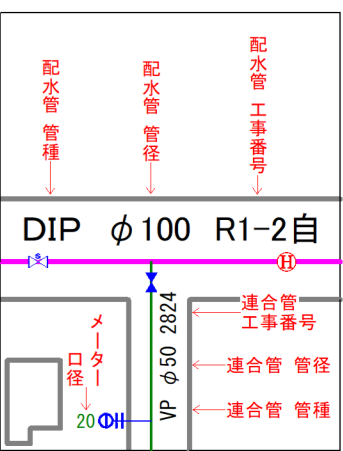 配水管 管種
配水管 管径
配水管 工事番号
DIP φ100 R1-2自
S
H
連合管
工事番号
VP φ50 2824
連合管 管径
連合管 管種
メーター
口径
20